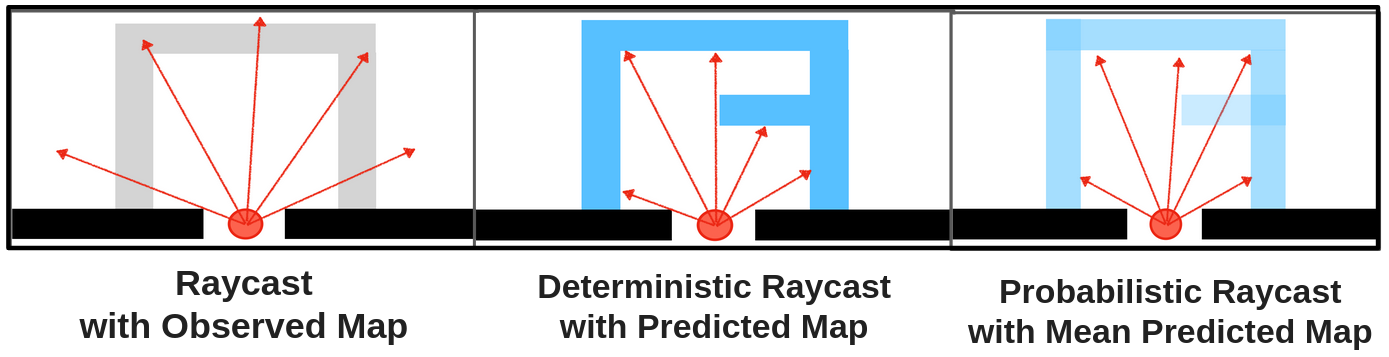 Raycast
with Observed Map
Deterministic Raycast
with Predicted Map
Probabilistic Raycast
with Mean Predicted Map